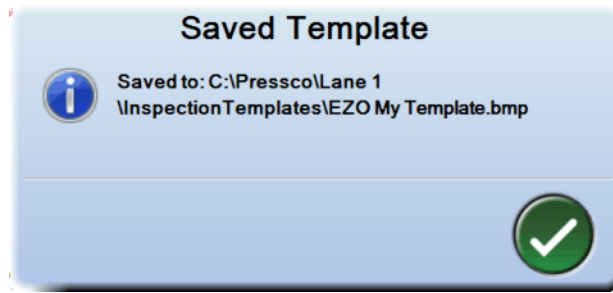 Saved Template
Saved to: C:\Pressco\Lane 1
\InspectionTemplates\EZO My Template.bmp